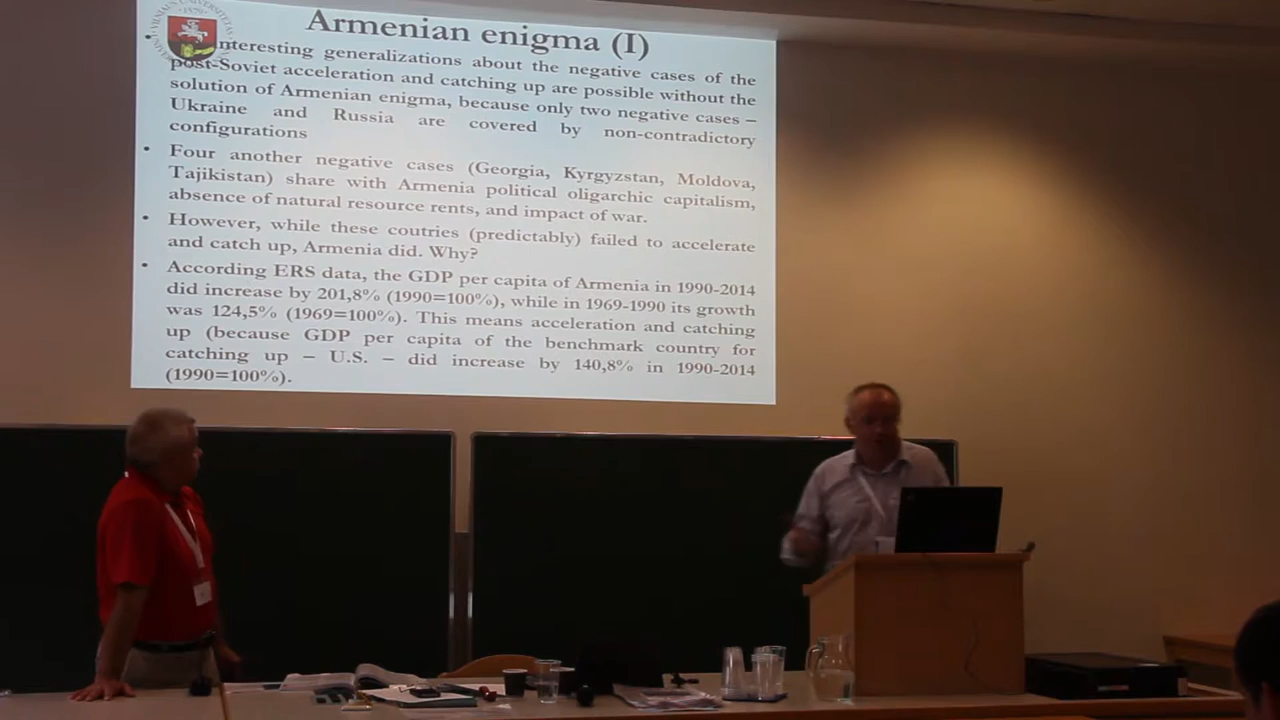 Armenian enigma (I)
nteresting generalizations about the negative cases of the
post-Soviet acceleration and catching up are possible without the
solution of Armenian enigma, because only two negative cases –
Ukraine and Russia are covered by non-contradictory
configurations
• Four another negative cases (Georgia, Kyrgyzstan, Moldova,
Tajikistan) share with Armenia political oligarchic capitalism,
absence of natural resource rents, and impact of war.
• However, while these coutries (predictably) failed to accelerate
and catch up, Armenia did. Why?
• According ERS data, the GDP per capita of Armenia in 1990-2014
did increase by 201,8% (1990=100%), while in 1969-1990 its growth
was 124,5% (1969=100%). This means acceleration and catching
up (because GDP per capita of the benchmark country for
catching up – U.S. – did increase by 140,8% in 1990-2014
(1990=100%).